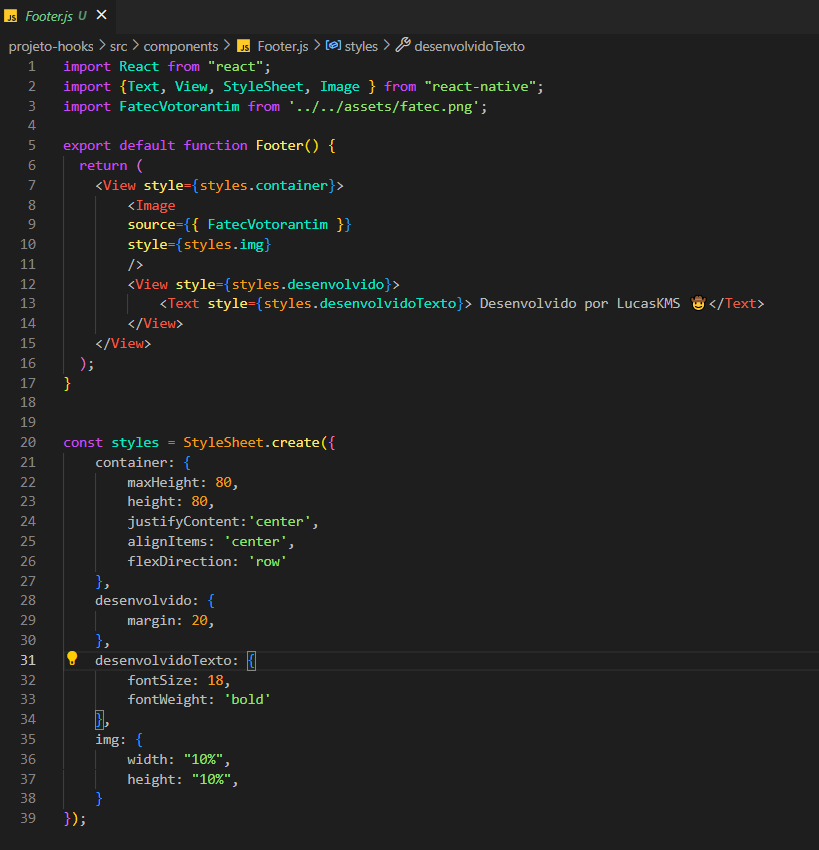 Footer.js U ×
projeto-hooks > src > components > JS Footer.js > styles > desenvolvidoTexto
1 import React from "react";
2 import {Text, View, StyleSheet, Image } from "react-native";
3 import FatecVotorantim from '../../assets/fatec.png';
4
5 export default function Footer() {
6   return (
7     <View style={styles.container}>
8         <Image
9         source={{ FatecVotorantim }}
10         style={styles.img}
11         />
12         <View style={styles.desenvolvido}>
13             <Text style={styles.desenvolvidoTexto}> Desenvolvido por LucasKMS 🤠</Text>
14         </View>
15     </View>
16   );
17 }
18
19
20 const styles = StyleSheet.create({
21     container: {
22         maxHeight: 80,
23         height: 80,
24         justifyContent:'center',
25         alignItems: 'center',
26         flexDirection: 'row'
27     },
28     desenvolvido: {
29         margin: 20,
30     },
31     desenvolvidoTexto: {
32         fontSize: 18,
33         fontWeight: 'bold'
34     },
35     img: {
36         width: "10%",
37         height: "10%",
38     }
39 });